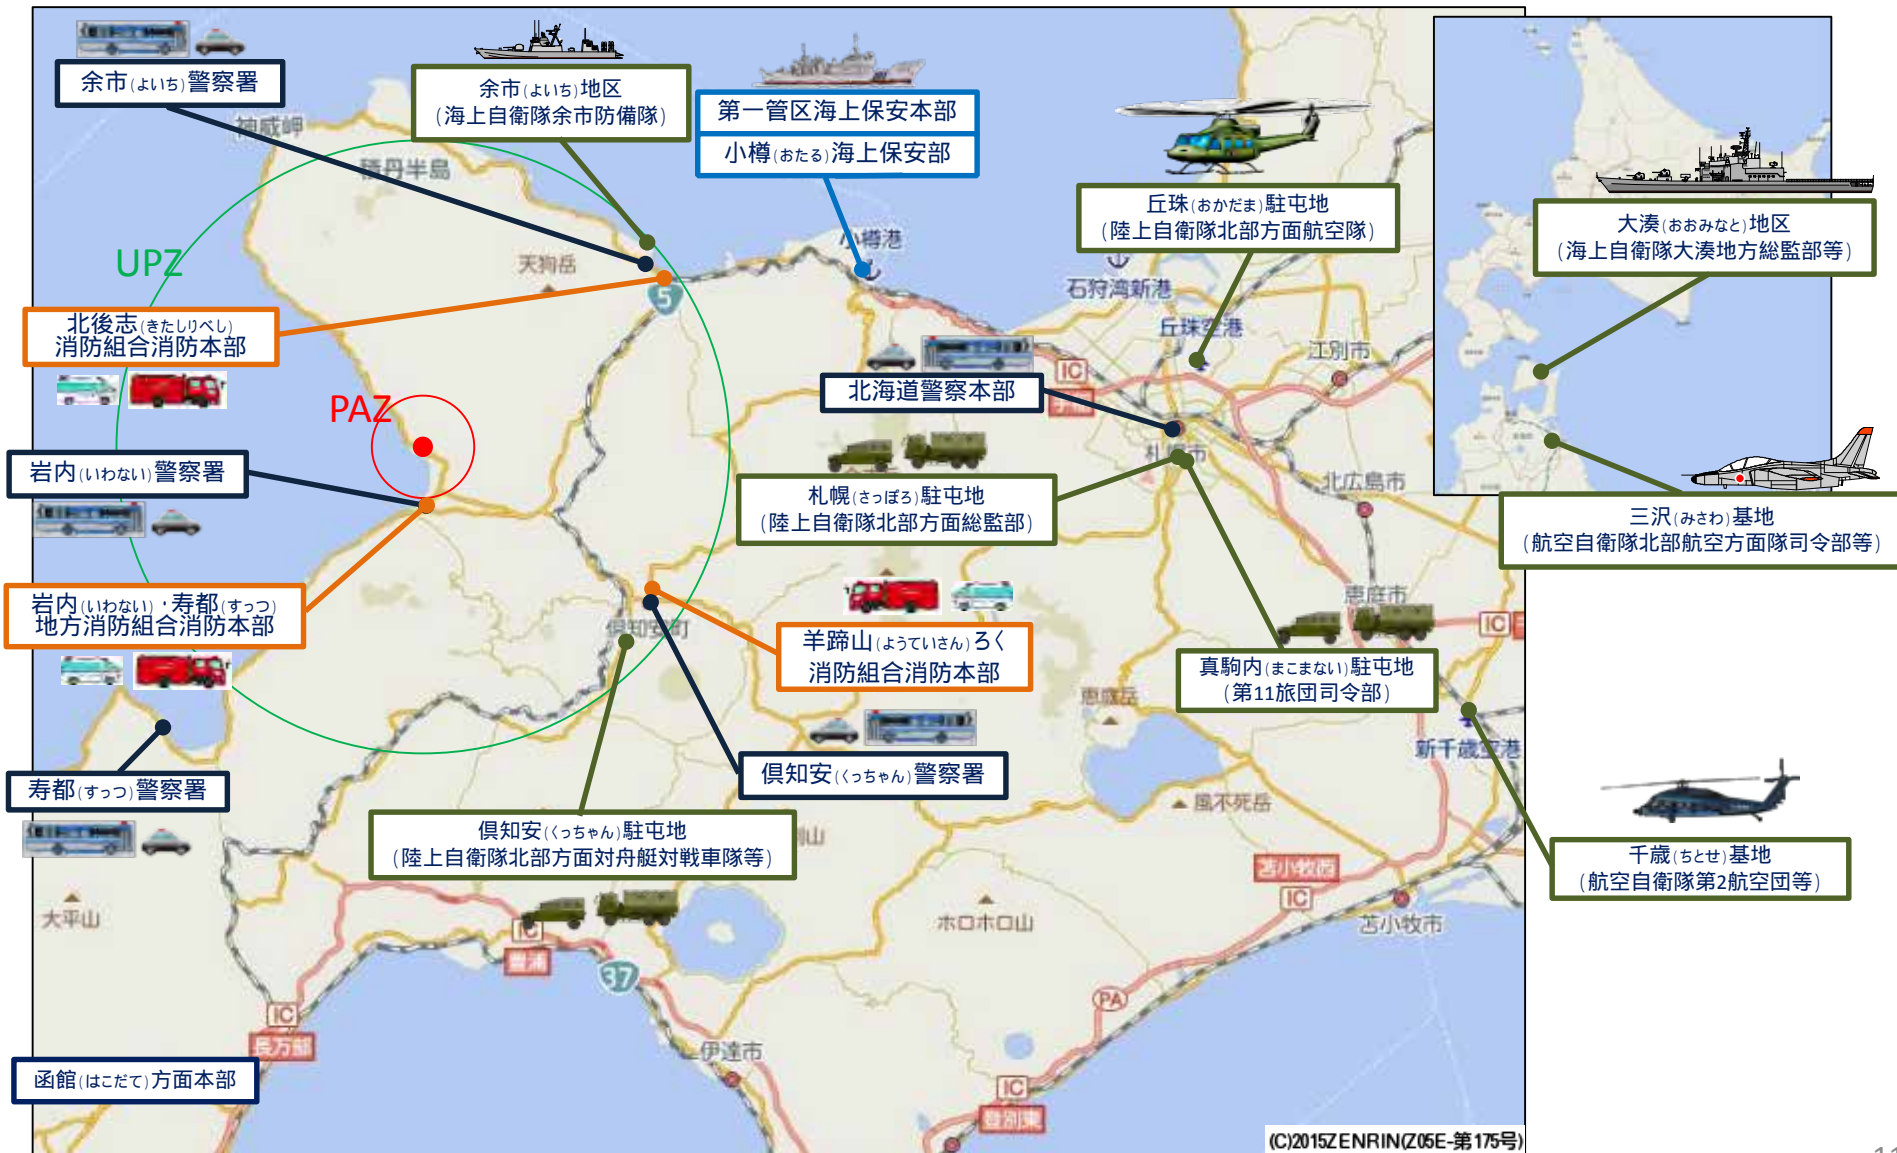 余市(よいち)警察署
余市(よいち)地区
(海上自衛隊余市防備隊)
第一管区海上保安本部
小樽(おたる)海上保安部
丘珠(おかだま)駐屯地
(陸上自衛隊北部方面航空隊)
大湊(おおみなと)地区
(海上自衛隊大湊地方総監部等)
神威岬
積丹半島
UPZ
天狗岳
小樽港
石狩湾新港
丘珠空港
江別市
5
北後志(きたしりべし)
消防組合消防本部
IC
北海道警察本部
PAZ
札幌市
岩内(いわない)警察署
札幌(さっぽろ)駐屯地
(陸上自衛隊北部方面総監部)
北広島市
三沢(みさわ)基地
(航空自衛隊北部航空方面隊司令部等)
岩内(いわない)・寿都(すっつ)
地方消防組合消防本部
倶知安町
羊蹄山(ようていさん)ろく
消防組合消防本部
恵庭市
IC
真駒内(まこまない)駐屯地
(第11旅団司令部)
恵庭岳
新千歳空港
寿都(すっつ)警察署
倶知安(くっちゃん)警察署
風不死岳
倶知安(くっちゃん)駐屯地
(陸上自衛隊北部方面対舟艇対戦車隊等)
山
千歳(ちとせ)基地
(航空自衛隊第2航空団等)
大平山
苫小牧西
IC
ホロホロ山
苫小牧市
IC
豊浦
37
PA
IC
長万部
伊達市
函館(はこだて)方面本部
IC
登別東
(C)2015ZENRIN(Z05E-第175号)